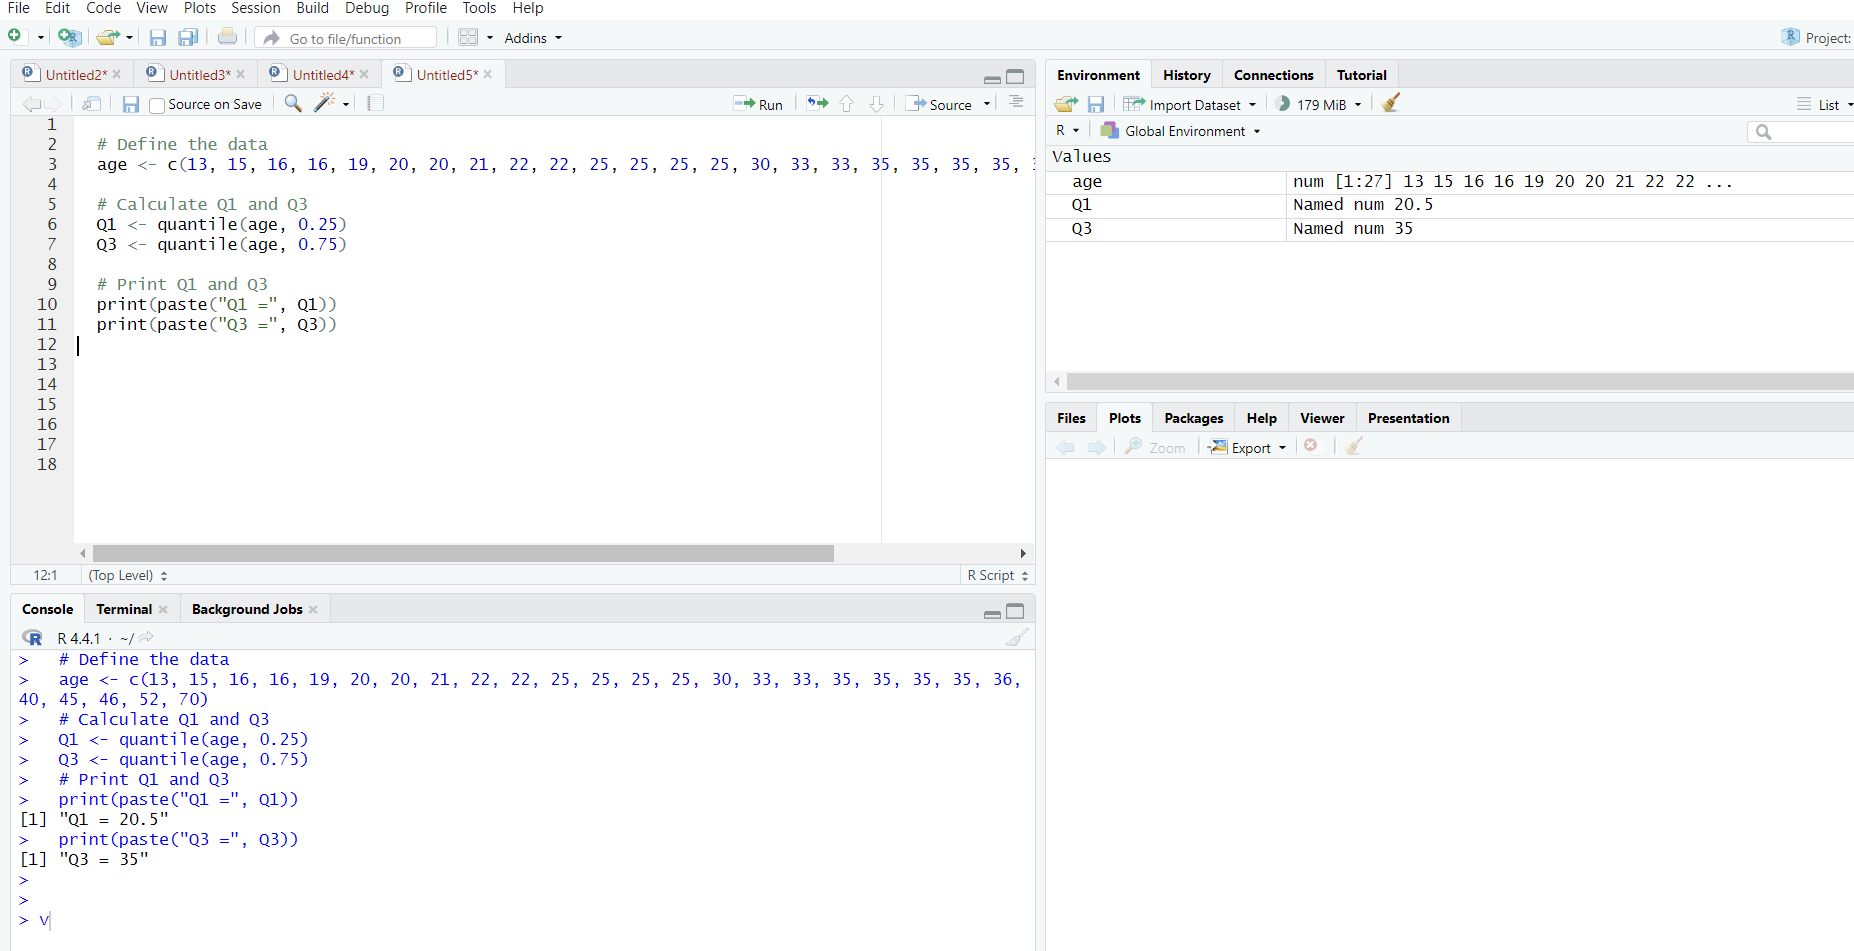 File Edit Code View Plots Session Build Debug Profile Tools Help
Go to file/function Addins Project:
Untitled2* Untitled3* Untitled4* Untitled5*
Source on Save Run Source
1
2 # Define the data
3 age <- c(13, 15, 16, 16, 19, 20, 20, 21, 22, 22, 25, 25, 25, 25, 30, 33, 33, 35, 35, 35, 35,
4
5 # Calculate Q1 and Q3
6 Q1 <- quantile(age, 0.25)
7 Q3 <- quantile(age, 0.75)
8
9 # Print Q1 and Q3
10 print(paste("Q1 =", Q1))
11 print(paste("Q3 =", Q3))
12
13
14
15
16
17
18
12:1 (Top Level) R Script
Console Terminal Background Jobs
R 4.4.1 · ~/
> # Define the data
> age <- c(13, 15, 16, 16, 19, 20, 20, 21, 22, 22, 25, 25, 25, 25, 30, 33, 33, 35, 35, 35, 35, 36,
40, 45, 46, 52, 70)
> # Calculate Q1 and Q3
> Q1 <- quantile(age, 0.25)
> Q3 <- quantile(age, 0.75)
> # Print Q1 and Q3
> print(paste("Q1 =", Q1))
[1] "Q1 = 20.5"
> print(paste("Q3 =", Q3))
[1] "Q3 = 35"
>
>
> v
Environment History Connections Tutorial
Import Dataset 179 MiB List
R Global Environment
Values
age num [1:27] 13 15 16 16 19 20 20 21 22 22 ...
Q1 Named num 20.5
Q3 Named num 35
Files Plots Packages Help Viewer Presentation
Zoom Export